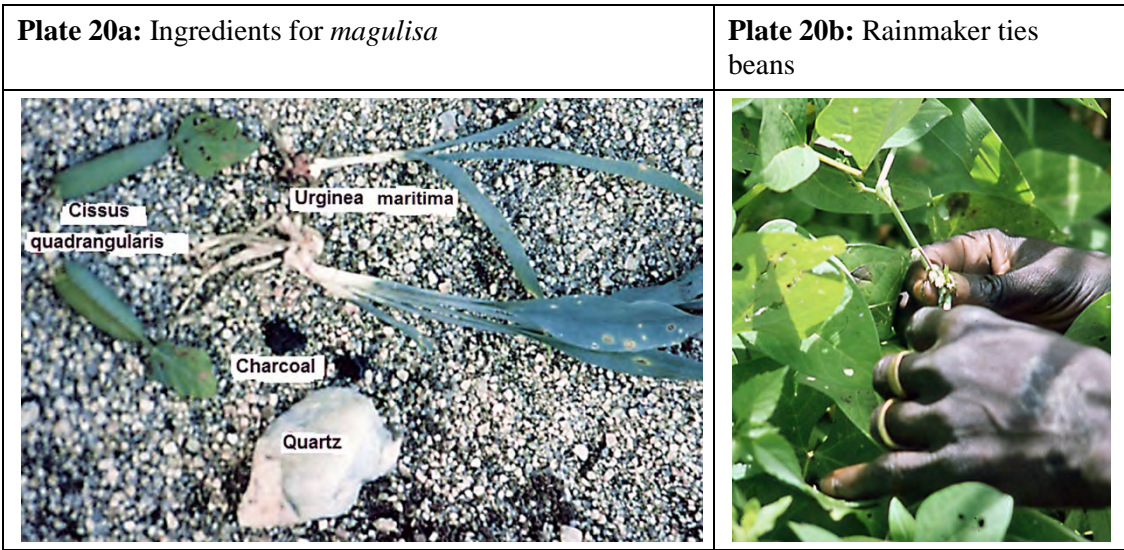 Plate 20a: Ingredients for magulisa
Plate 20b: Rainmaker ties
beans
Urginea maritima
Cissus
quadrangularis
Charcoal
Quartz